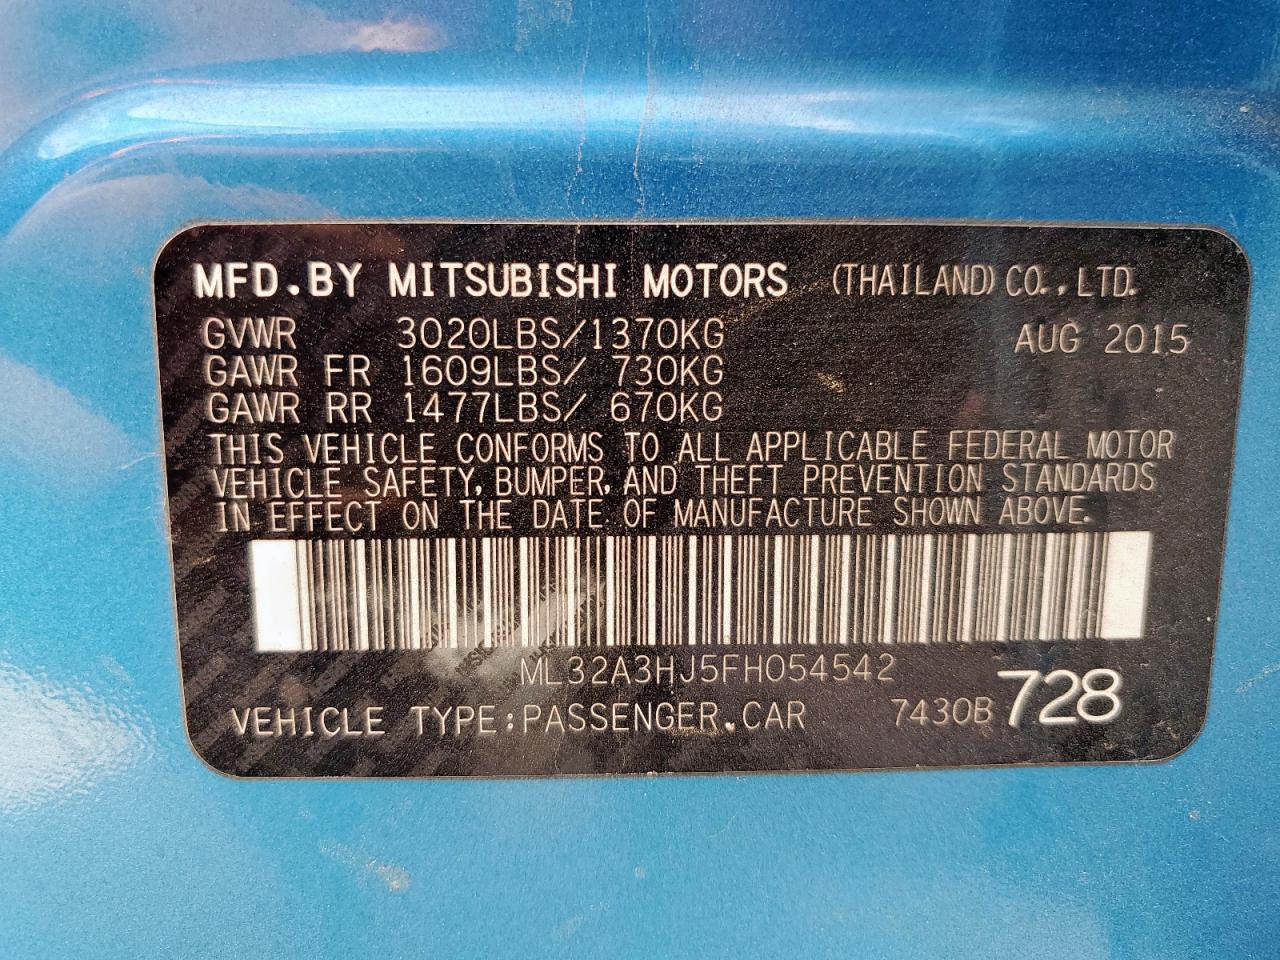 MFD.BY MITSUBISHI MOTORS (THAILAND) CO., LTD.
GVWR 3020LBS/1370KG AUG 2015
GAWR FR 1609LBS/ 730KG
GAWR RR 1477LBS/ 670KG
THIS VEHICLE CONFORMS TO ALL APPLICABLE FEDERAL MOTOR
VEHICLE SAFETY, BUMPER, AND THEFT PREVENTION STANDARDS
IN EFFECT ON THE DATE OF MANUFACTURE SHOWN ABOVE.
ML32A3HJ5FH054542
VEHICLE TYPE:PASSENGER.CAR 7430B 728